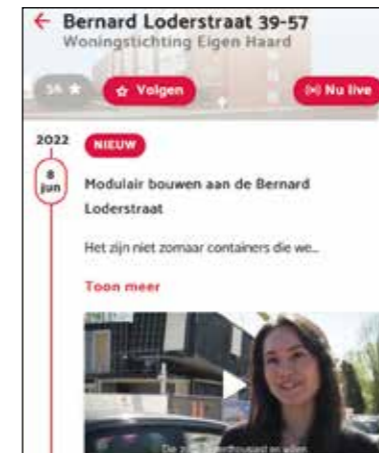 Bernard Loderstraat 39-57
Woningstichting Eigen Haard
Volgen
Nu live
2022
NIEUW
8
jun
Modulair bouwen aan de Bernard
Loderstraat
Het zijn niet zomaar containers die we...
Toon meer